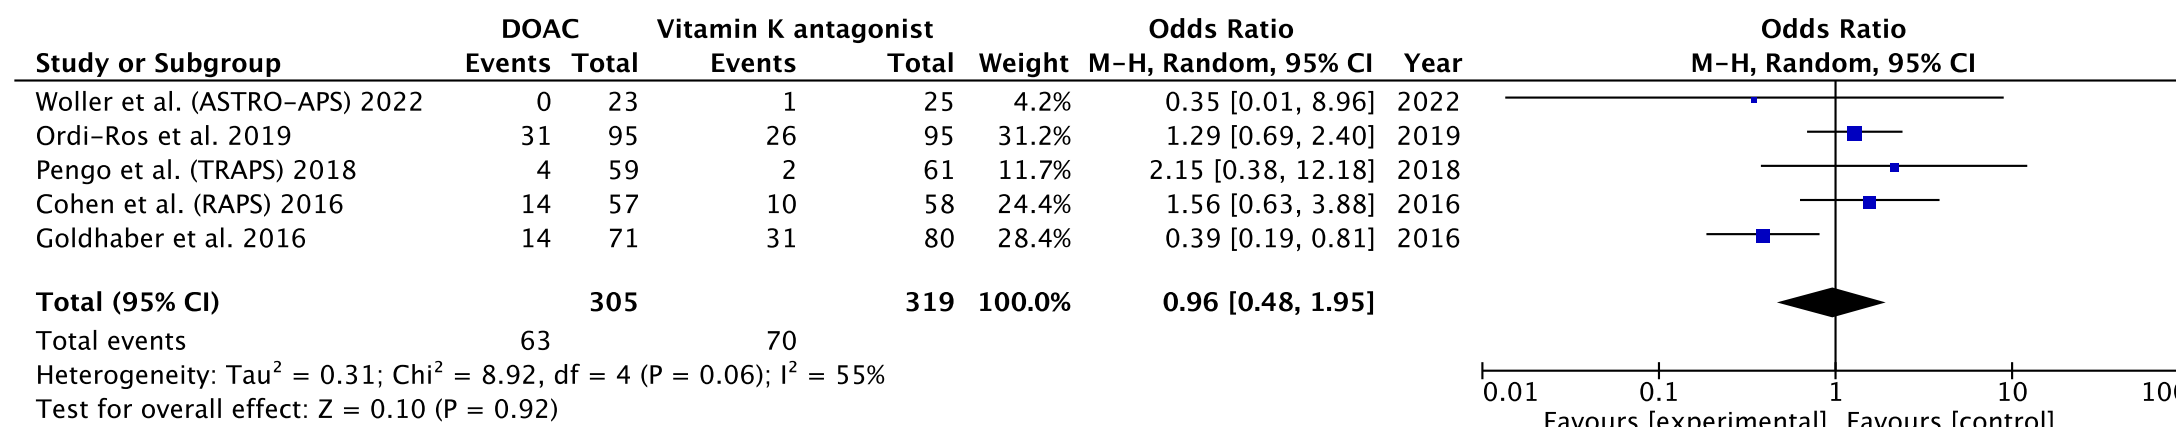 DOAC Vitamin K antagonist Odds Ratio Odds Ratio
Study or Subgroup Events Total Events Total Weight M-H, Random, 95% CI Year M-H, Random, 95% CI
Woller et al. (ASTRO-APS) 2022 0 23 1 25 4.2% 0.35 [0.01, 8.96] 2022
Ordi-Ros et al. 2019 31 95 26 95 31.2% 1.29 [0.69, 2.40] 2019
Pengo et al. (TRAPS) 2018 4 59 2 61 11.7% 2.15 [0.38, 12.18] 2018
Cohen et al. (RAPS) 2016 14 57 10 58 24.4% 1.56 [0.63, 3.88] 2016
Goldhaber et al. 2016 14 71 31 80 28.4% 0.39 [0.19, 0.81] 2016
Total (95% CI) 305 319 100.0% 0.96 [0.48, 1.95]
Total events 63 70
Heterogeneity: Tau² = 0.31; Chi² = 8.92, df = 4 (P = 0.06); I² = 55%
Test for overall effect: Z = 0.10 (P = 0.92)
0.01 0.1 1 10 100
Favours [experimental] Favours [control]